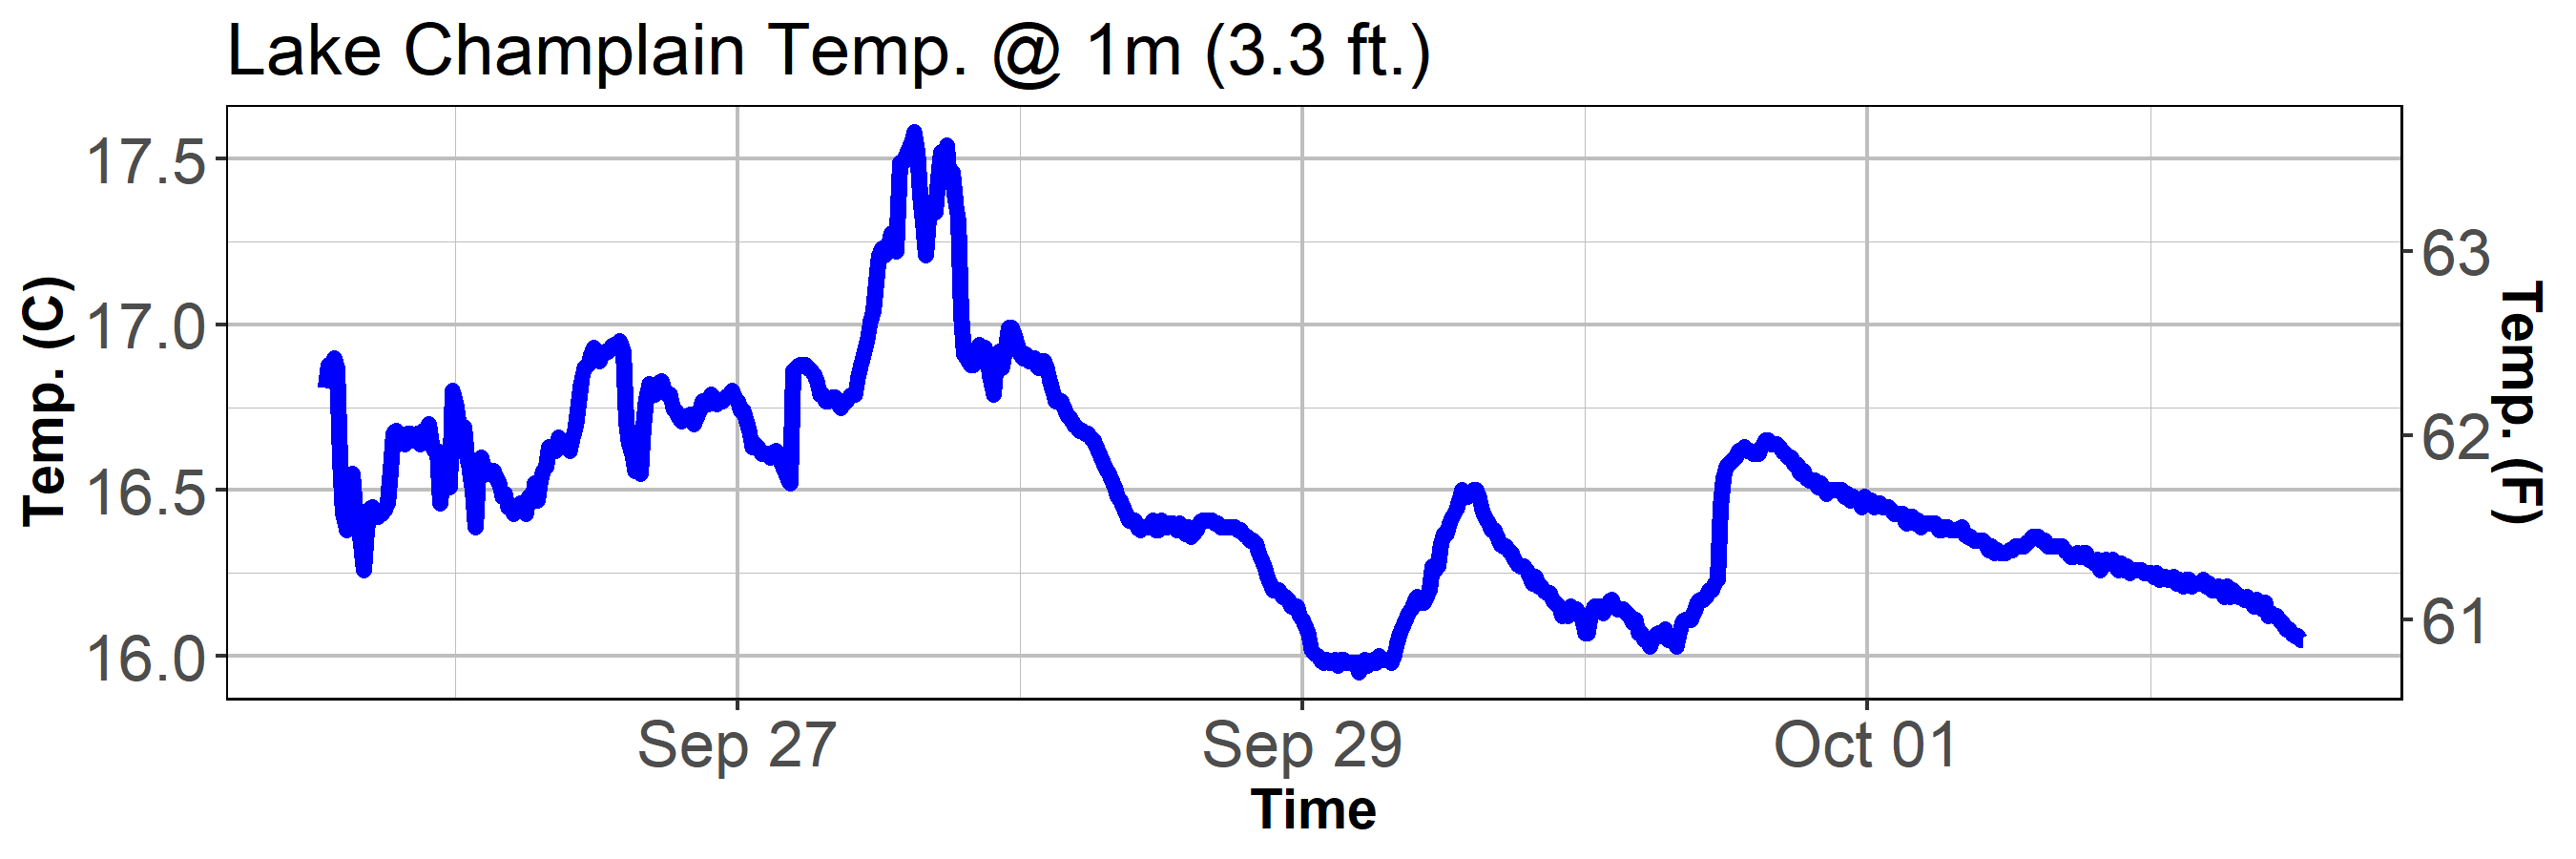 Lake Champlain Temp. @ 1m (3.3 ft.)
17.5
17.0
16.5
16.0
Temp. (C)
63
62
61
Temp. (F)
Sep 27
Sep 29
Oct 01
Time